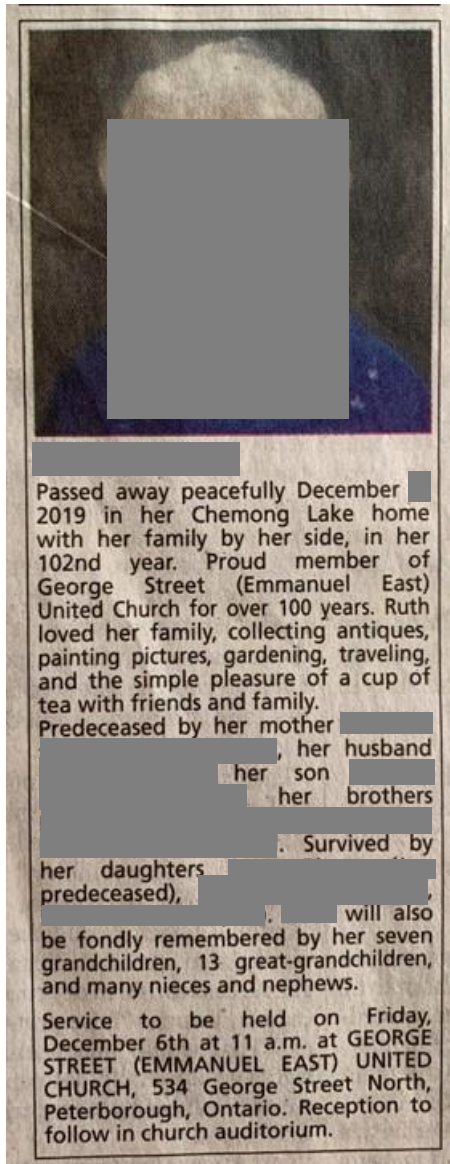 Passed away peacefully December
2019 in her Chemong Lake home
with her family by her side, in her
102nd year. Proud member of
George Street (Emmanuel East)
United Church for over 100 years. Ruth
loved her family, collecting antiques,
painting pictures, gardening, traveling,
and the simple pleasure of a cup of
tea with friends and family.
Predeceased by her mother
, her husband
her son
her brothers
. Survived by
her daughters
predeceased),
. will also
be fondly remembered by her seven
grandchildren, 13 great-grandchildren,
and many nieces and nephews.
Service to be held on Friday,
December 6th at 11 a.m. at GEORGE
STREET (EMMANUEL EAST) UNITED
CHURCH, 534 George Street North,
Peterborough, Ontario. Reception to
follow in church auditorium.